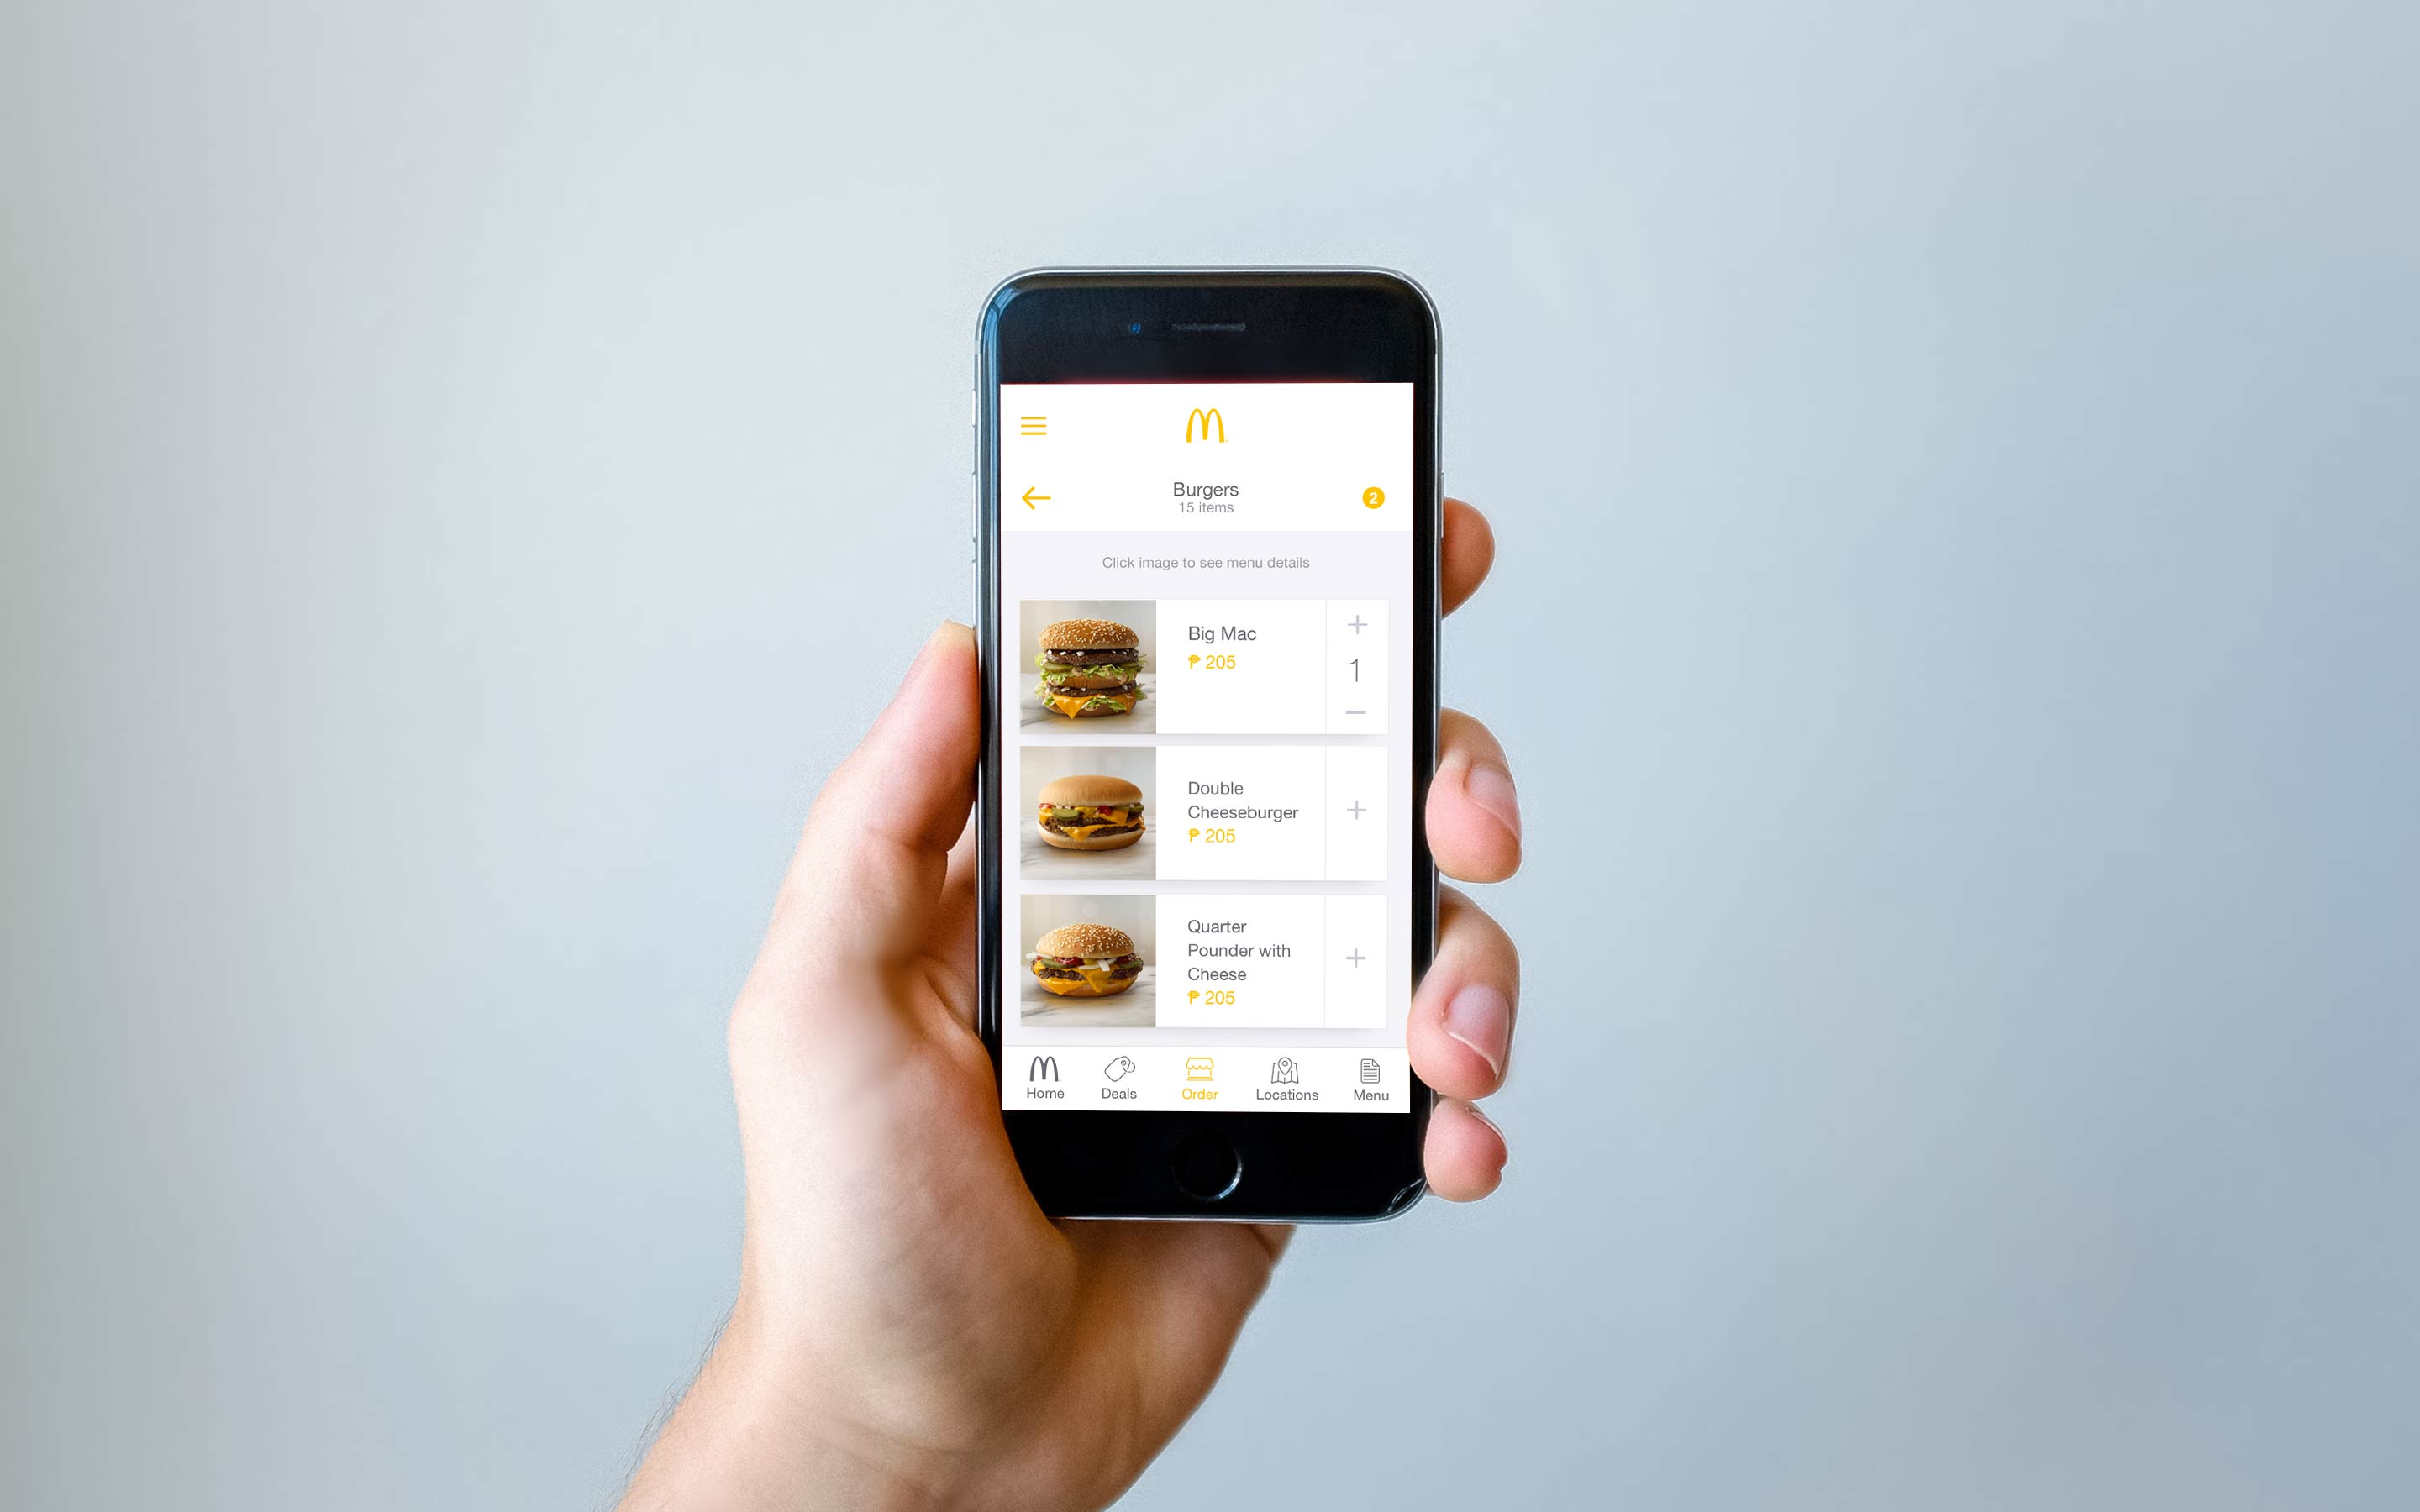 Burgers
15 items
2
Click image to see menu details
Big Mac
₱ 205
1
Double
Cheeseburger
₱ 205
Quarter
Pounder with
Cheese
₱ 205
Home Deals Order Locations Menu